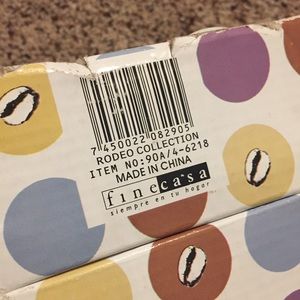 7 450022 082905
RODEO COLLECTION
ITEM NO:90A/4-6218
MADE IN CHINA
finecasa
siempre en tu hogar